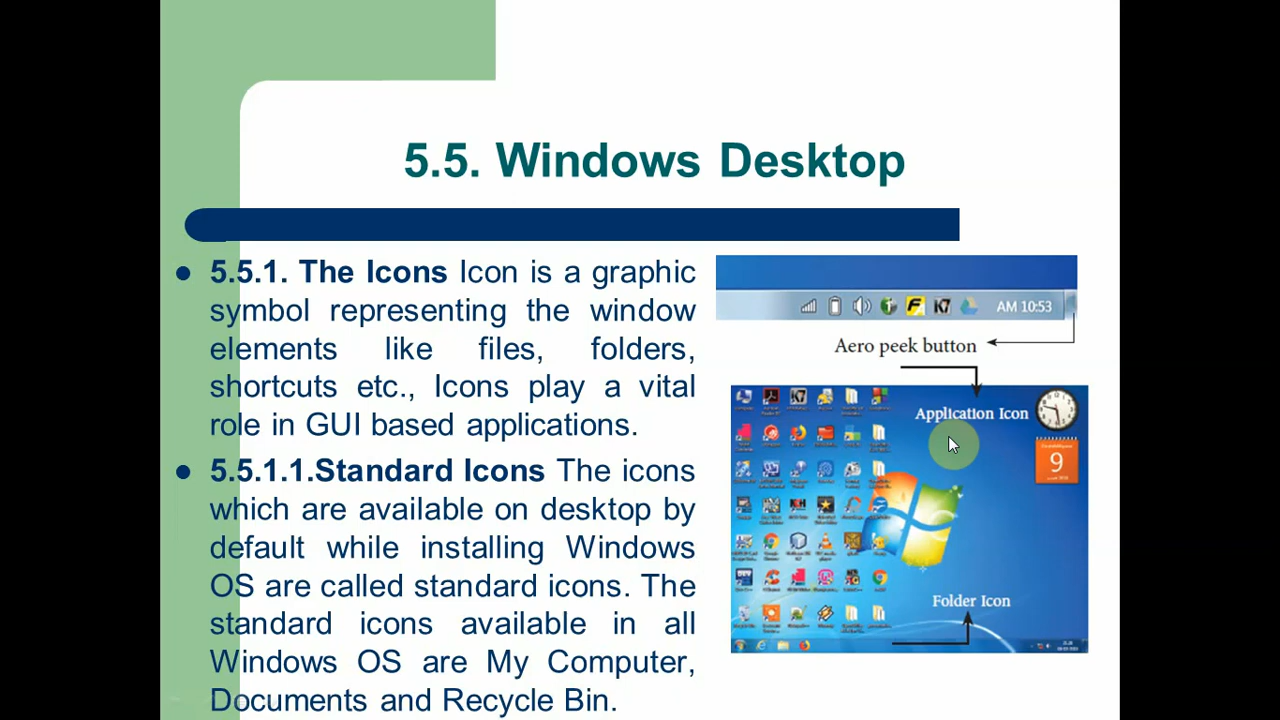 5.5. Windows Desktop
5.5.1. The Icons Icon is a graphic
symbol representing the window
elements like files, folders,
shortcuts etc., Icons play a vital
role in GUI based applications.
5.5.1.1.Standard Icons The icons
which are available on desktop by
default while installing Windows
OS are called standard icons. The
standard icons available in all
Windows OS are My Computer,
Documents and Recycle Bin.
K7 AM 10:53
Aero peek button
Application Icon
9
Folder Icon